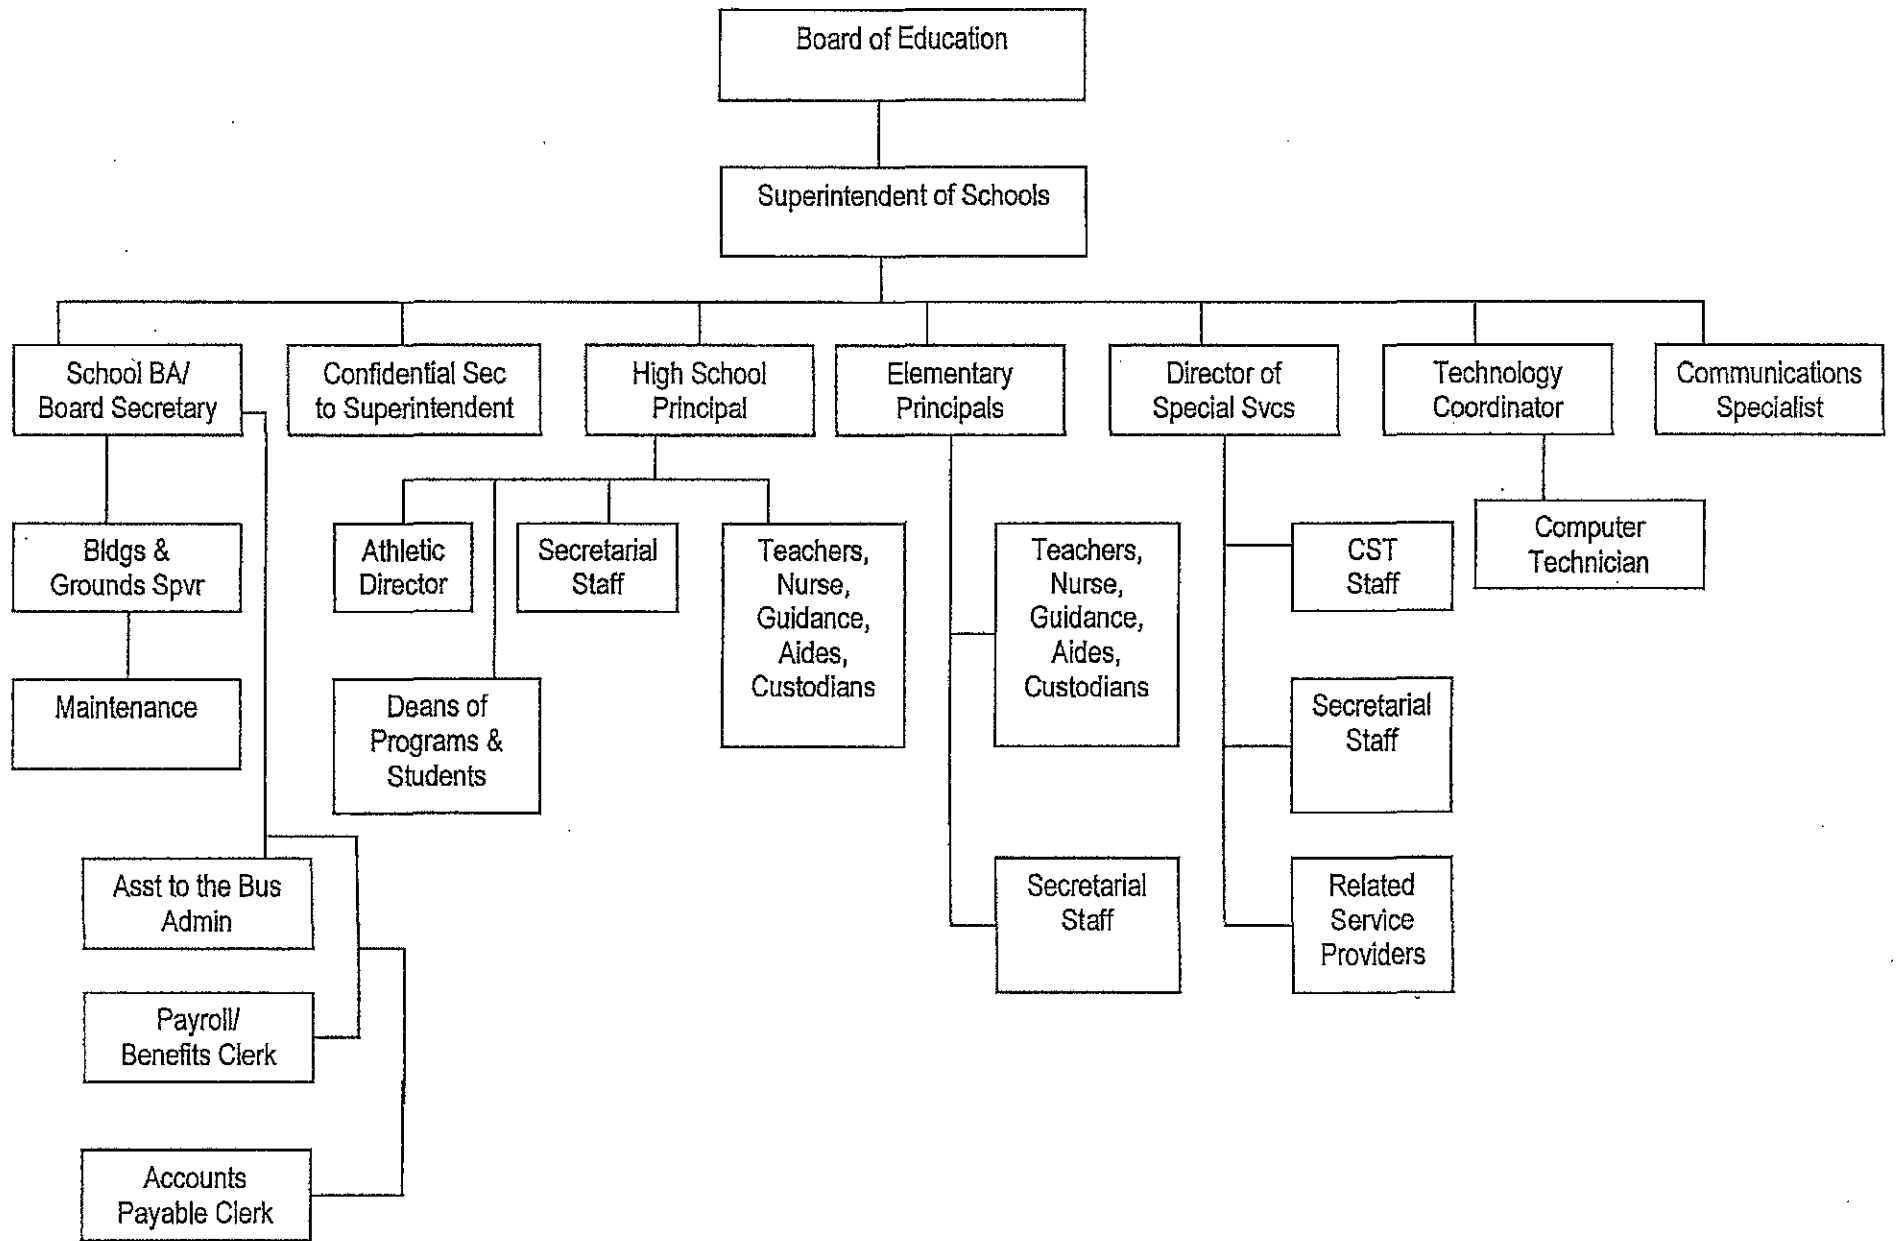 Board of Education
Superintendent of Schools
School BA/
Board Secretary
Confidential Sec
to Superintendent
High School
Principal
Elementary
Principals
Director of
Special Svcs
Technology
Coordinator
Communications
Specialist
Bldgs &
Grounds Spvr
Athletic
Director
Secretarial
Staff
Teachers,
Nurse,
Guidance,
Aides,
Custodians
Teachers,
Nurse,
Guidance,
Aides,
Custodians
CST
Staff
Computer
Technician
Maintenance
Deans of
Programs &
Students
Secretarial
Staff
Asst to the Bus
Admin
Secretarial
Staff
Related
Service
Providers
Payroll/
Benefits Clerk
Accounts
Payable Clerk